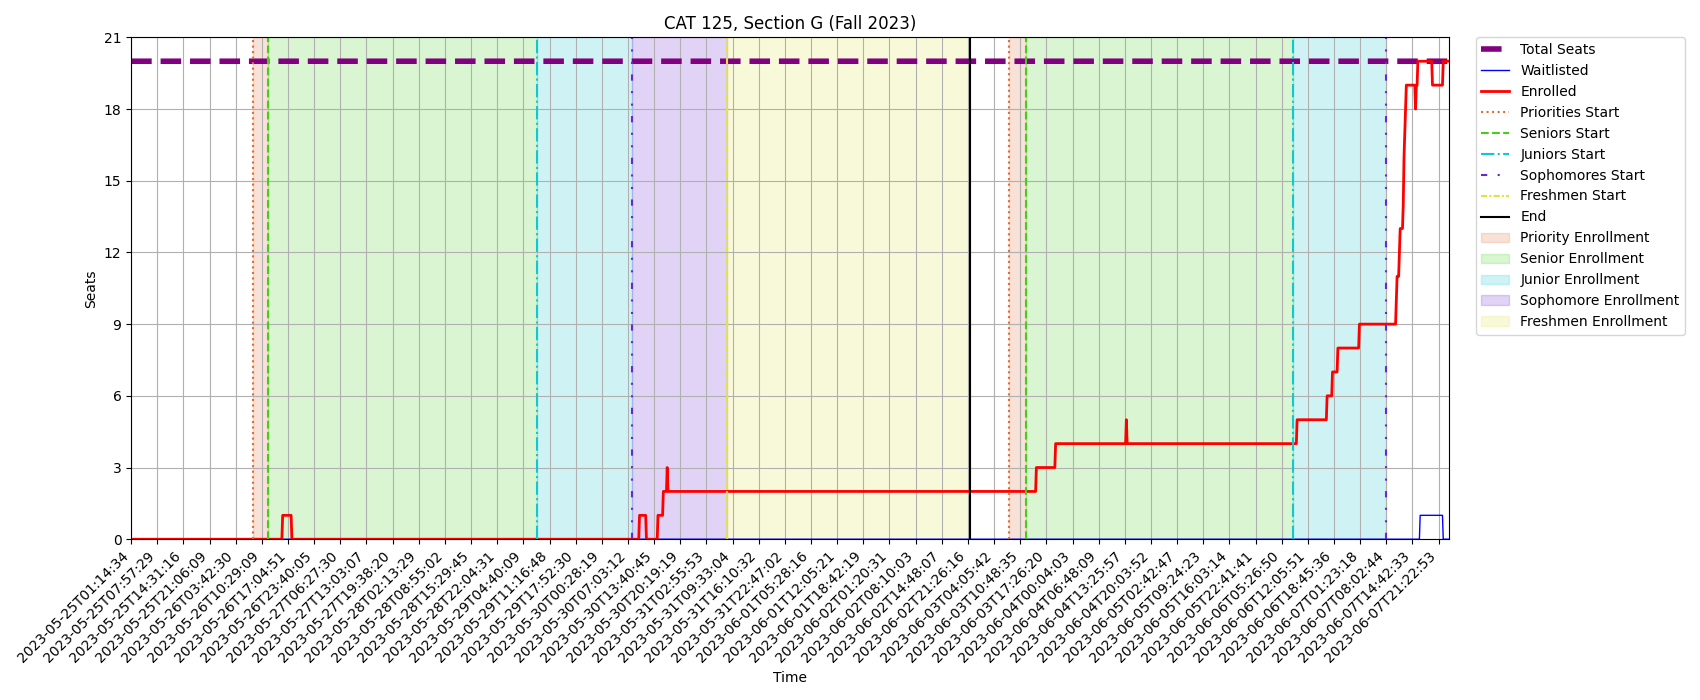 CAT 125, Section G (Fall 2023)
Seats
21
18
15
12
9
6
3
0
2023-05-25T01:14:34
2023-05-25T07:57:29
2023-05-25T14:31:16
2023-05-25T21:06:09
2023-05-26T03:42:30
2023-05-26T10:29:09
2023-05-26T17:04:51
2023-05-26T23:40:05
2023-05-27T06:27:30
2023-05-27T13:03:07
2023-05-27T19:38:20
2023-05-28T02:13:29
2023-05-28T08:55:02
2023-05-28T15:29:45
2023-05-28T22:04:31
2023-05-29T04:40:09
2023-05-29T11:16:48
2023-05-29T17:52:30
2023-05-30T00:28:19
2023-05-30T07:03:12
2023-05-30T13:40:45
2023-05-30T20:19:19
2023-05-31T02:55:53
2023-05-31T09:33:04
2023-05-31T16:10:32
2023-05-31T22:47:02
2023-06-01T05:28:16
2023-06-01T12:05:21
2023-06-01T18:42:19
2023-06-02T01:20:31
2023-06-02T08:10:03
2023-06-02T14:48:07
2023-06-02T21:26:16
2023-06-03T04:05:42
2023-06-03T10:48:35
2023-06-03T17:26:20
2023-06-04T00:04:03
2023-06-04T06:48:09
2023-06-04T13:25:57
2023-06-04T20:03:52
2023-06-05T02:42:47
2023-06-05T09:24:23
2023-06-05T16:03:14
2023-06-05T22:41:41
2023-06-06T05:26:50
2023-06-06T12:05:51
2023-06-06T18:45:36
2023-06-07T01:23:18
2023-06-07T08:02:44
2023-06-07T14:42:33
2023-06-07T21:22:53
Time
Total Seats
Waitlisted
Enrolled
Priorities Start
Seniors Start
Juniors Start
Sophomores Start
Freshmen Start
End
Priority Enrollment
Senior Enrollment
Junior Enrollment
Sophomore Enrollment
Freshmen Enrollment